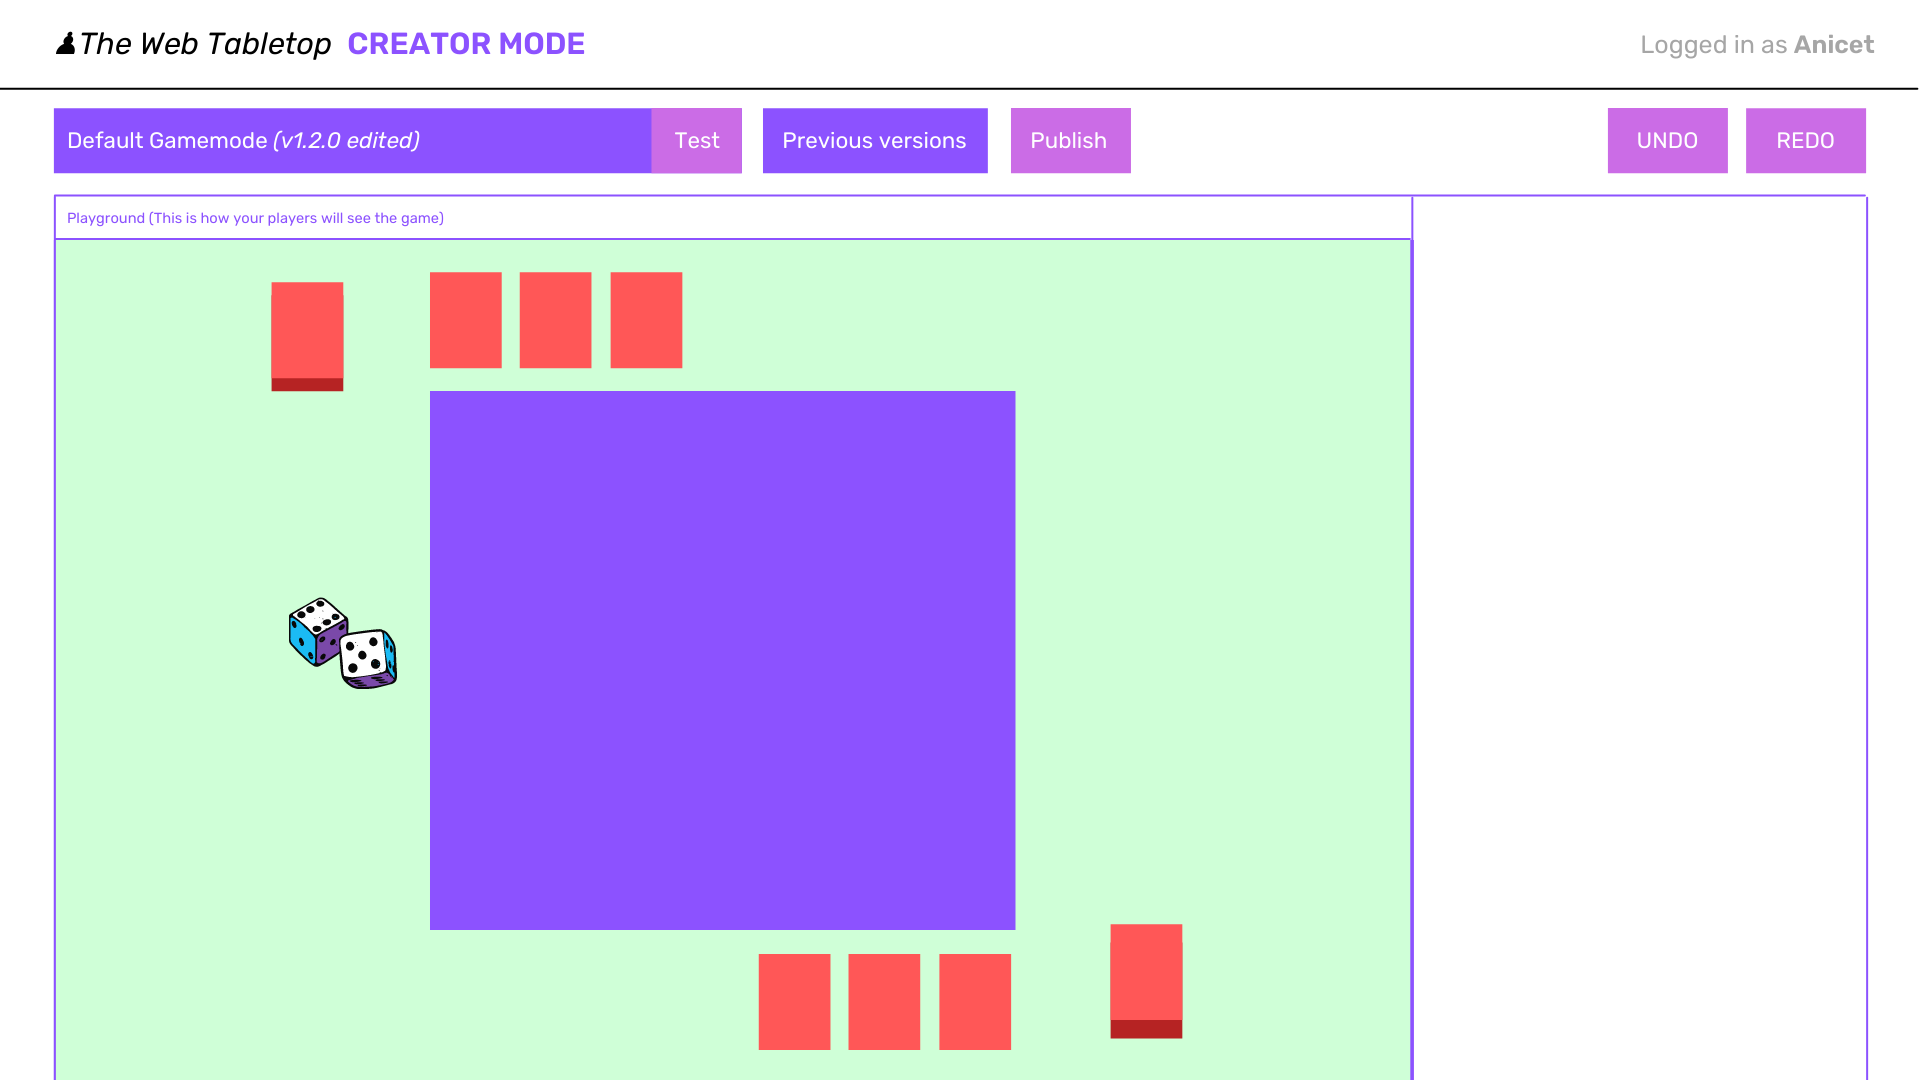 The Web Tabletop CREATOR MODE
Logged in as Anicet
Default Gamemode (v1.2.0 edited)
Test
Previous versions
Publish
UNDO
REDO
Playground (This is how your players will see the game)